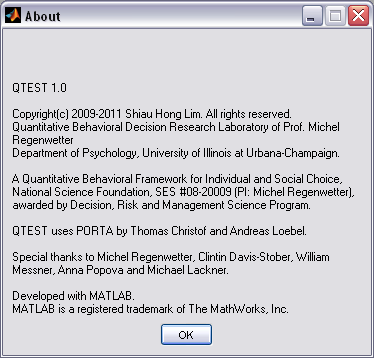 About
QTEST 1.0
Copyright(c) 2009-2011 Shiau Hong Lim. All rights reserved.
Quantitative Behavioral Decision Research Laboratory of Prof. Michel
Regenwetter
Department of Psychology, University of Illinois at Urbana-Champaign.
A Quantitative Behavioral Framework for Individual and Social Choice,
National Science Foundation, SES #08-20009 (PI: Michel Regenwetter),
awarded by Decision, Risk and Management Science Program.
QTEST uses PORTA by Thomas Christof and Andreas Loebel.
Special thanks to Michel Regenwetter, Clintin Davis-Stober, William
Messner, Anna Popova and Michael Lackner.
Developed with MATLAB.
MATLAB is a registered trademark of The MathWorks, Inc.
OK